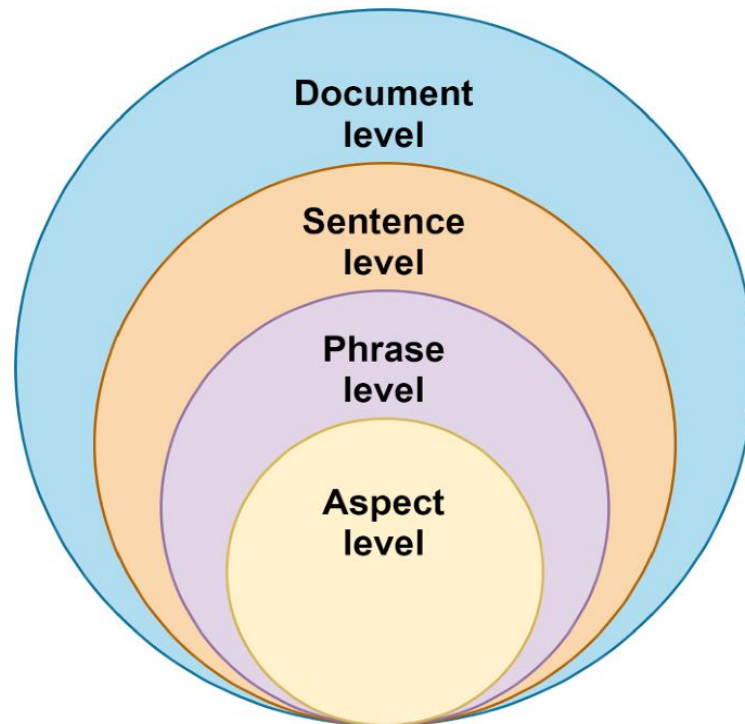 Document
level
Sentence
level
Phrase
level
Aspect
level